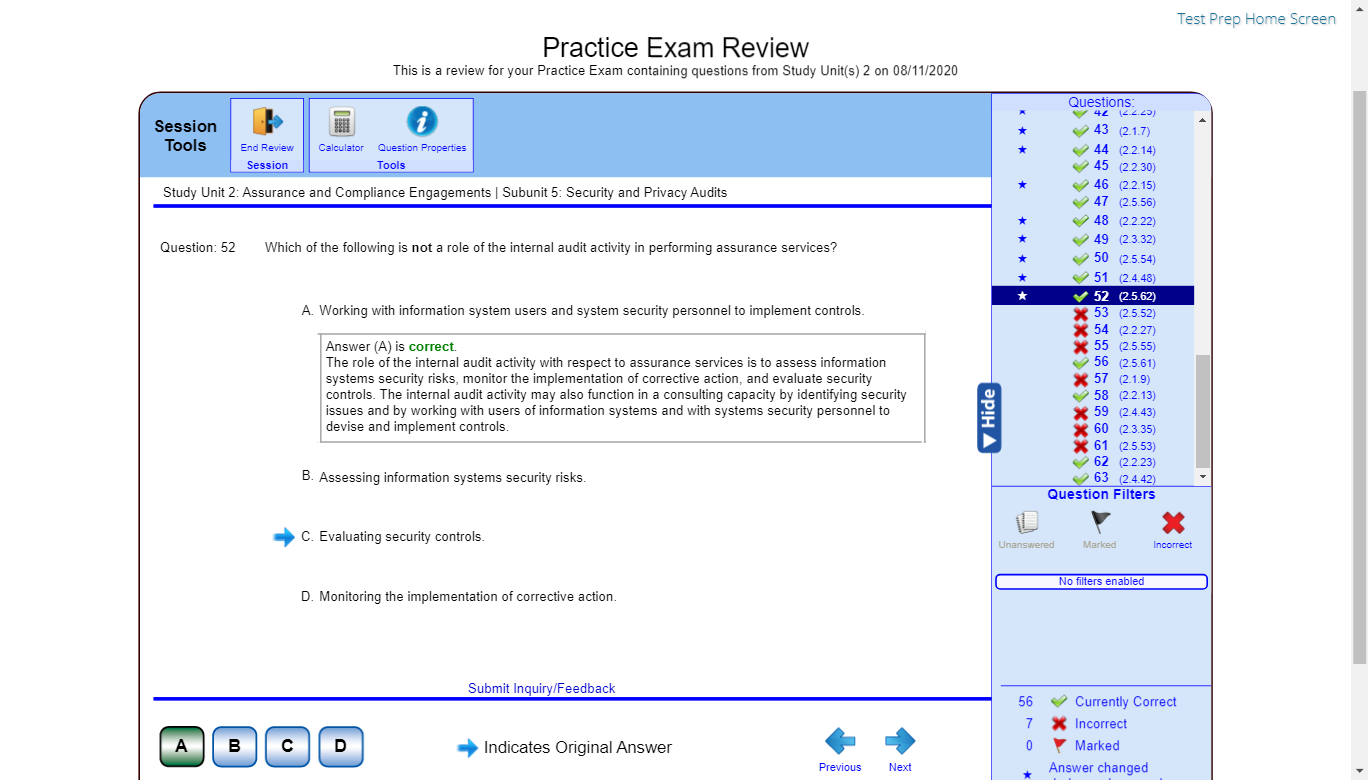 Test Prep Home Screen
Practice Exam Review
This is a review for your Practice Exam containing questions from Study Unit(s) 2 on 08/11/2020
Session Tools
End Review
Session
Calculator
Question Properties
Tools
Study Unit 2: Assurance and Compliance Engagements | Subunit 5: Security and Privacy Audits
Question: 52 Which of the following is not a role of the internal audit activity in performing assurance services?
A. Working with information system users and system security personnel to implement controls.
Answer (A) is correct.
The role of the internal audit activity with respect to assurance services is to assess information
systems security risks, monitor the implementation of corrective action, and evaluate security
controls. The internal audit activity may also function in a consulting capacity by identifying security
issues and by working with users of information systems and with systems security personnel to
devise and implement controls.
B. Assessing information systems security risks.
C. Evaluating security controls.
D. Monitoring the implementation of corrective action.
Submit Inquiry/Feedback
A B C D
Indicates Original Answer
Previous
Next
Hide
Questions:
42 (2.2.25)
43 (2.1.7)
44 (2.2.14)
45 (2.2.30)
46 (2.2.15)
47 (2.5.56)
48 (2.2.22)
49 (2.3.32)
50 (2.5.54)
51 (2.4.48)
52 (2.5.62)
53 (2.5.52)
54 (2.2.27)
55 (2.5.55)
56 (2.5.61)
57 (2.1.9)
58 (2.2.13)
59 (2.4.43)
60 (2.3.35)
61 (2.5.53)
62 (2.2.23)
63 (2.4.42)
Question Filters
Unanswered
Marked
Incorrect
No filters enabled
56 Currently Correct
7 Incorrect
0 Marked
Answer changed